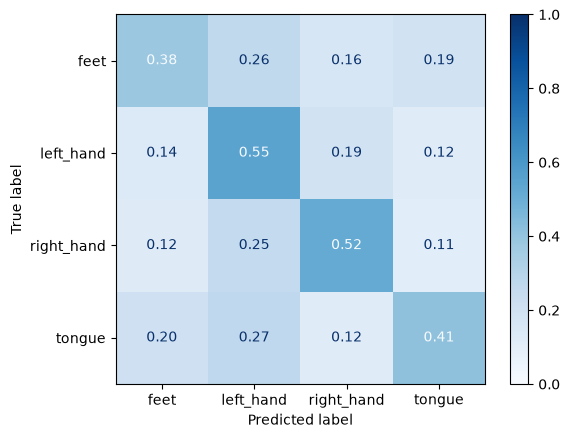 1.0
feet 0.38 0.26 0.16 0.19
0.8
left_hand 0.14 0.55 0.19 0.12
0.6
True label
0.4
right_hand 0.12 0.25 0.52 0.11
0.2
tongue 0.20 0.27 0.12 0.41
0.0
feet left_hand right_hand tongue
Predicted label